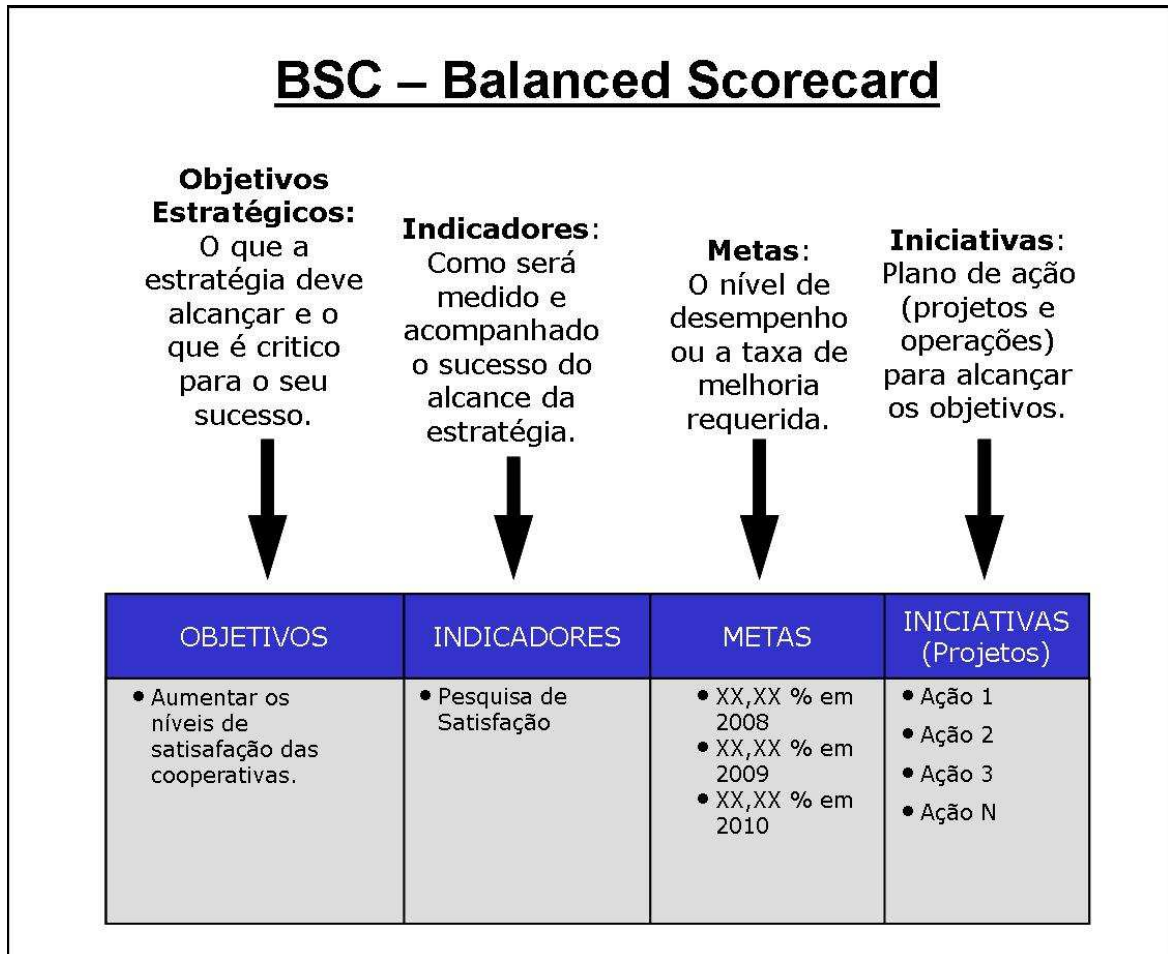 BSC – Balanced Scorecard
Objetivos
Estratégicos:
O que a
estratégia deve
alcançar e o
que é critico
para o seu
sucesso.
Indicadores:
Como será
medido e
acompanhado
o sucesso do
alcance da
estratégia.
Metas:
O nível de
desempenho
ou a taxa de
melhoria
requerida.
Iniciativas:
Plano de ação
(projetos e
operações)
para alcançar
os objetivos.
OBJETIVOS
INDICADORES
METAS
INICIATIVAS
(Projetos)
• Aumentar os
níveis de
satisafação das
cooperativas.
• Pesquisa de
Satisfação
• XX,XX % em
2008
• XX,XX % em
2009
• XX,XX % em
2010
• Ação 1
• Ação 2
• Ação 3
• Ação N